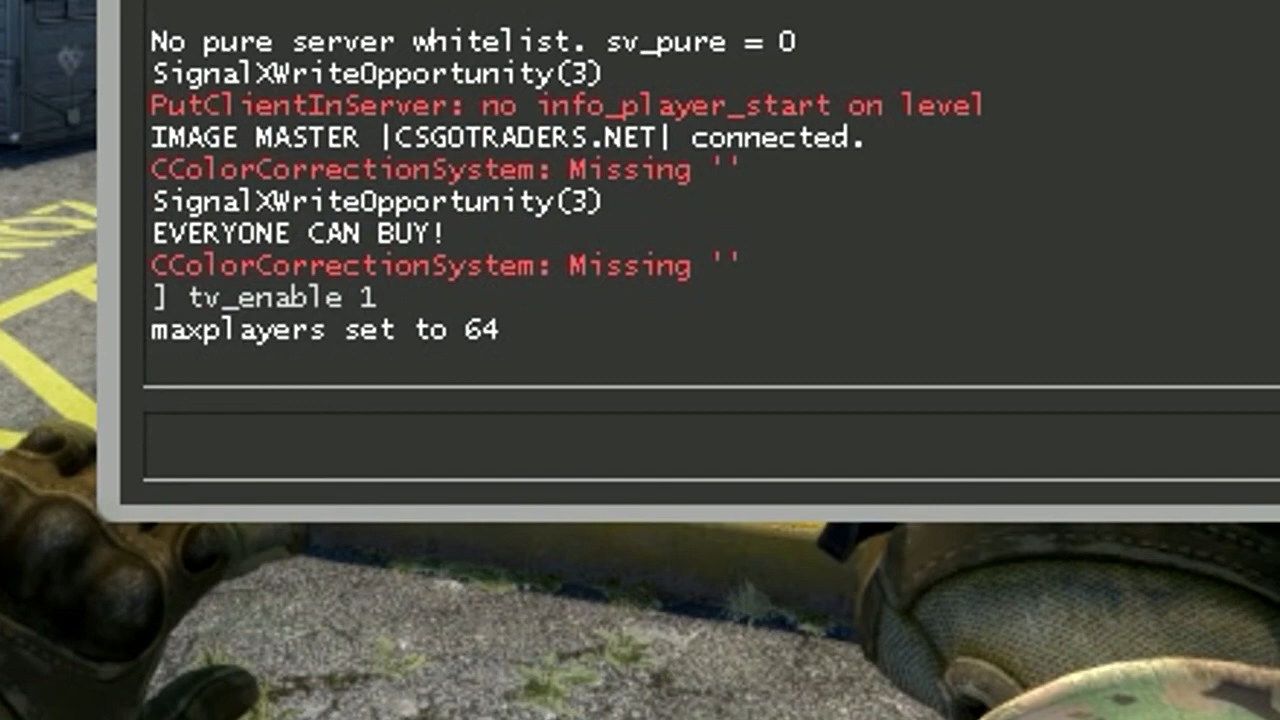 No pure server whitelist. sv_pure = 0
SignalXWriteOpportunity(3)
PutClientInServer: no info_player_start on level
IMAGE MASTER |CSGOTRADERS.NET| connected.
CColorCorrectionSystem: Missing ''
SignalXWriteOpportunity(3)
EVERYONE CAN BUY!
CColorCorrectionSystem: Missing ''
] tv_enable 1
maxplayers set to 64